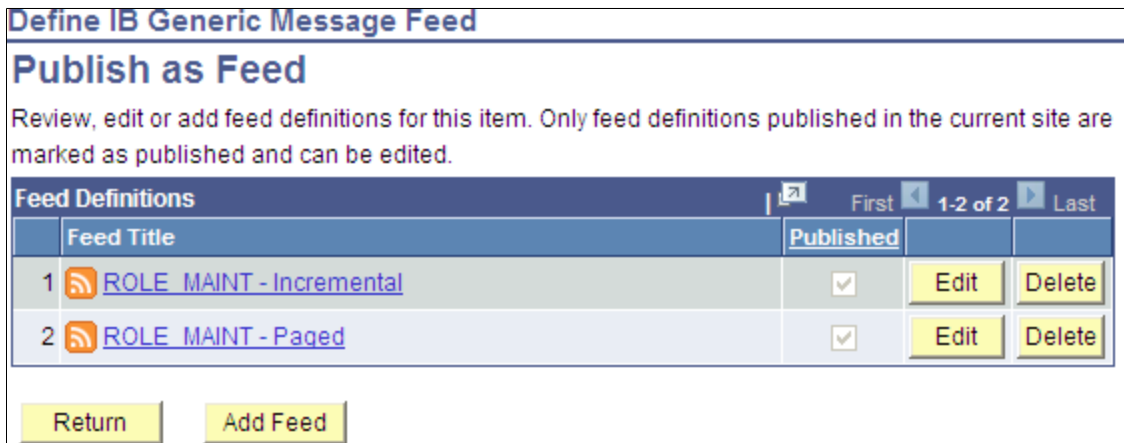 Define IB Generic Message Feed
Publish as Feed
Review, edit or add feed definitions for this item. Only feed definitions published in the current site are
marked as published and can be edited.
Feed Definitions | First 1-2 of 2 Last
Feed Title Published
1 ROLE_MAINT - Incremental Edit Delete
2 ROLE_MAINT - Paged Edit Delete
Return Add Feed